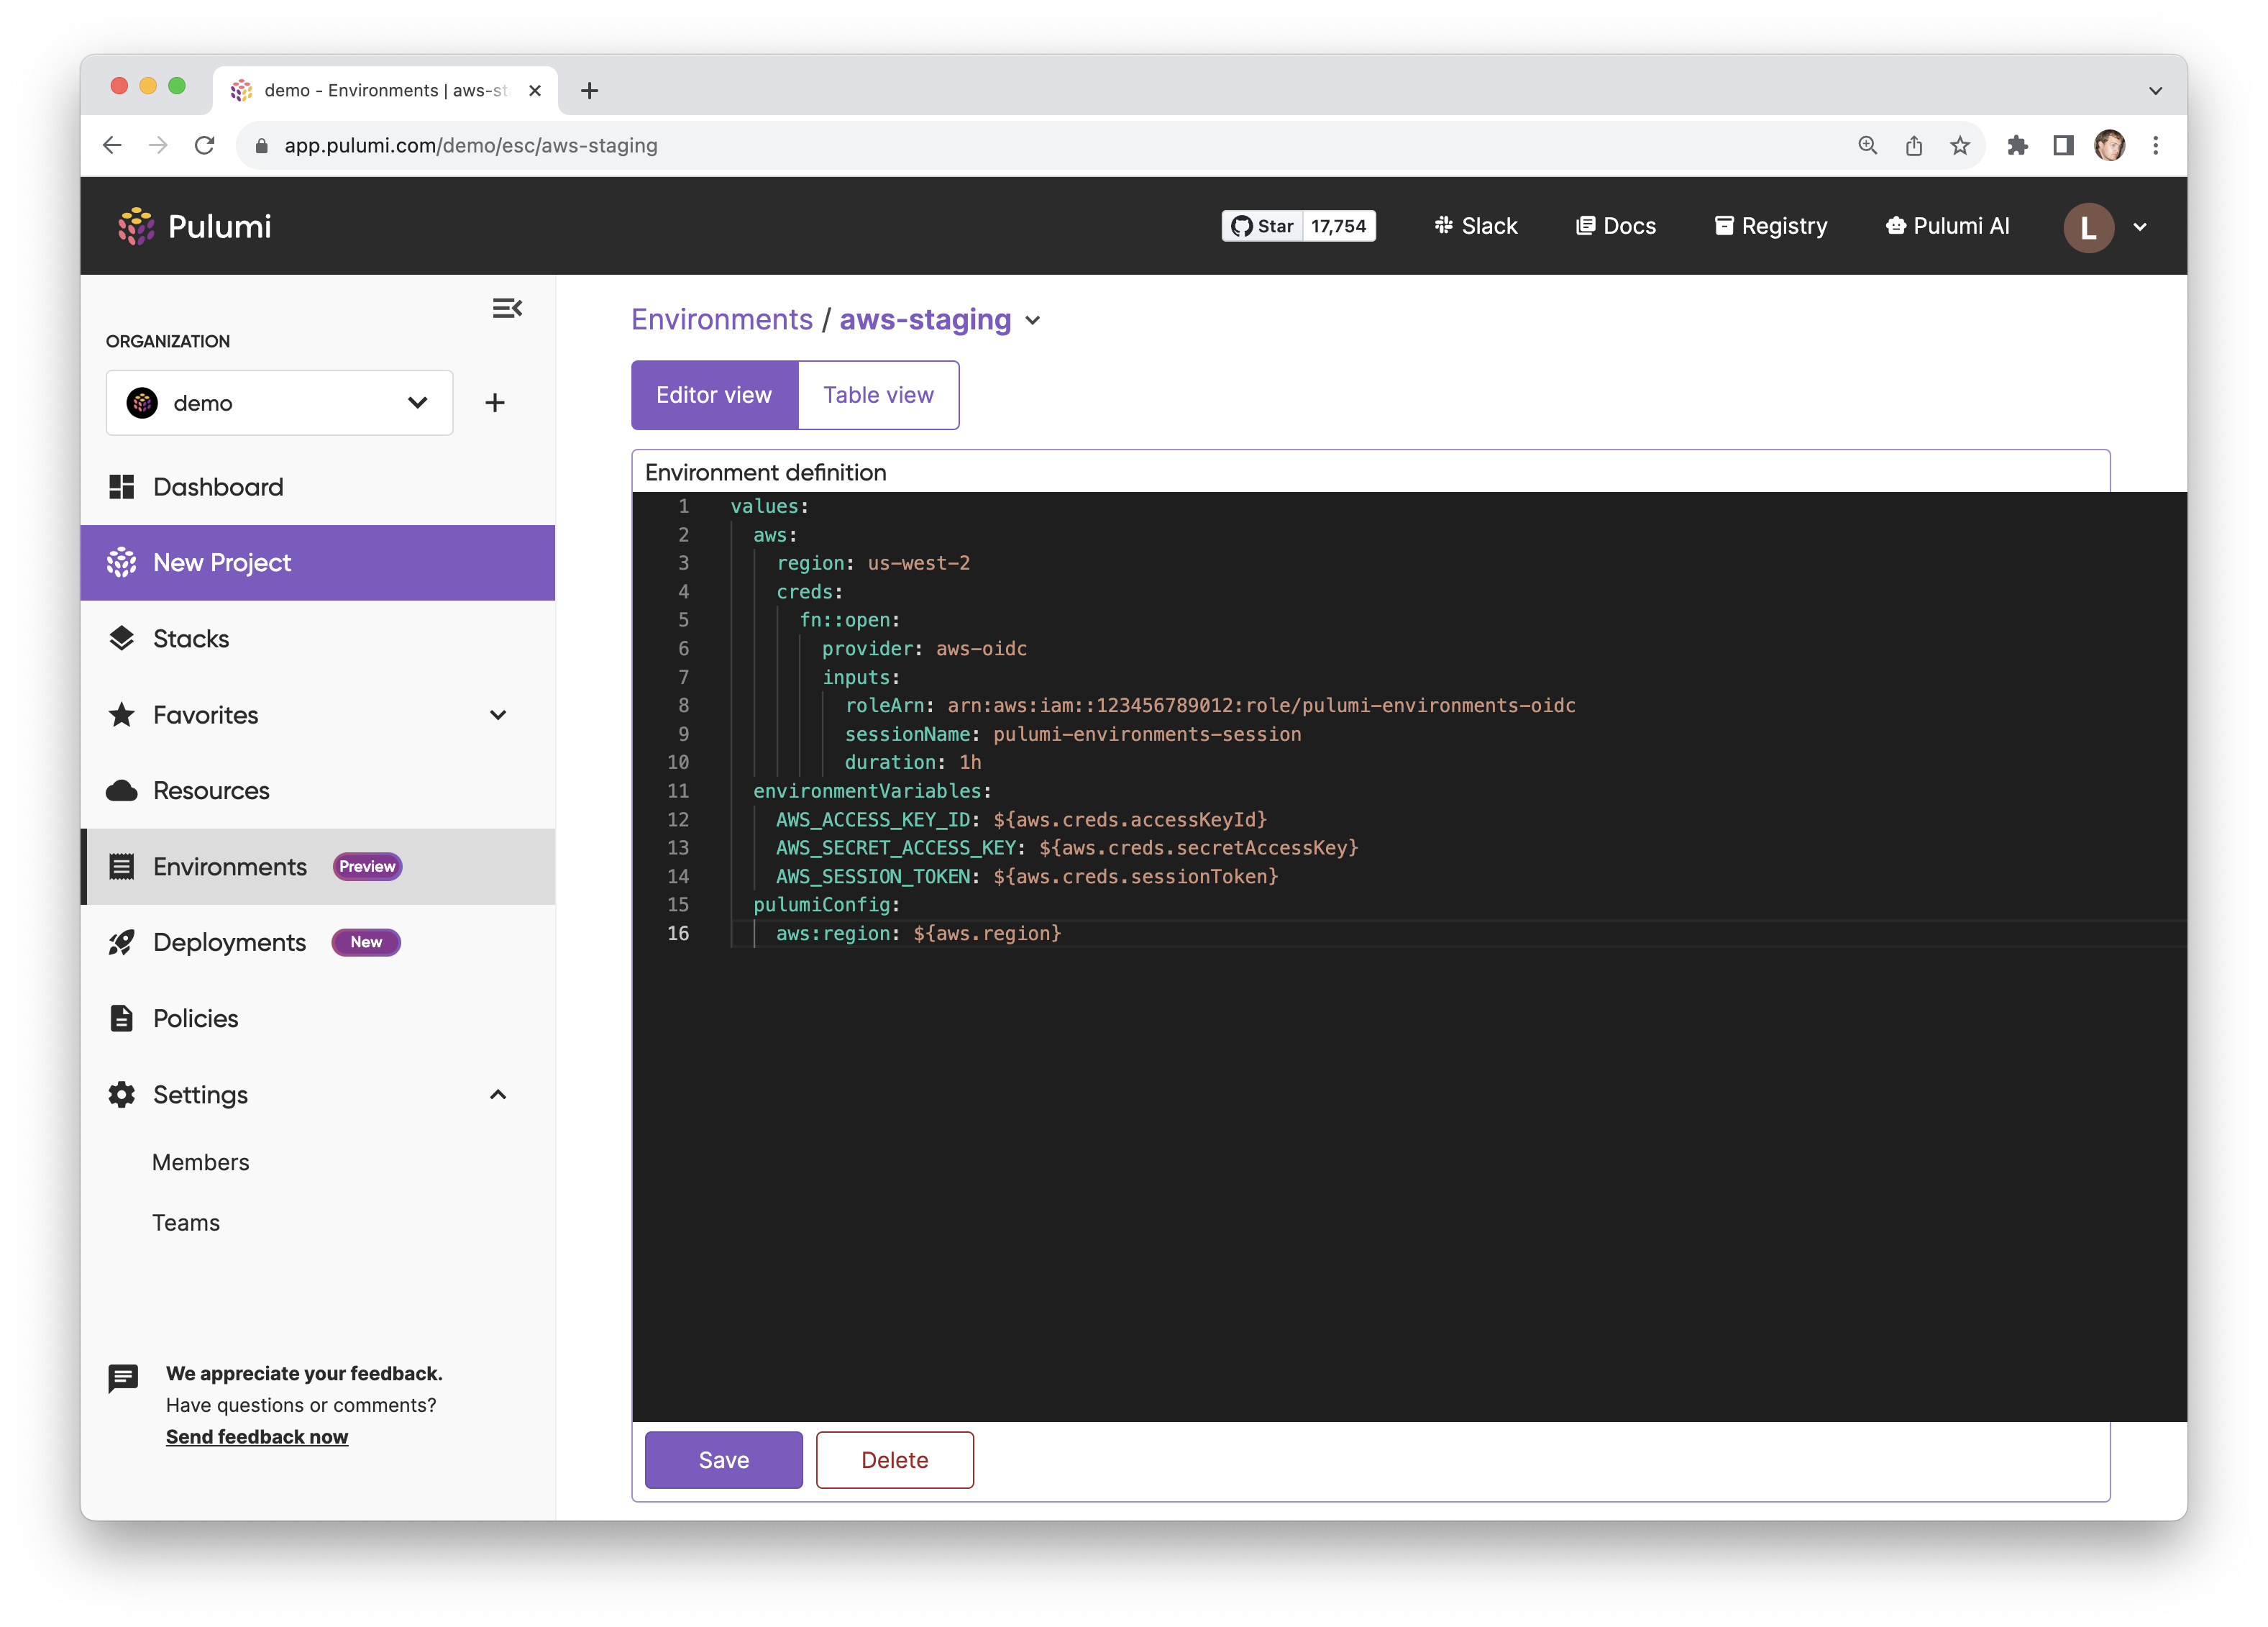 demo - Environments | aws-st
app.pulumi.com/demo/esc/aws-staging
Pulumi
Star 17,754
Slack
Docs
Registry
Pulumi AI
L
ORGANIZATION
demo
Dashboard
New Project
Stacks
Favorites
Resources
Environments Preview
Deployments New
Policies
Settings
Members
Teams
We appreciate your feedback.
Have questions or comments?
Send feedback now
Environments / aws-staging
Editor view
Table view
Environment definition
1 values:
2   aws:
3     region: us-west-2
4     creds:
5       fn::open:
6         provider: aws-oidc
7         inputs:
8           roleArn: arn:aws:iam::123456789012:role/pulumi-environments-oidc
9           sessionName: pulumi-environments-session
10           duration: 1h
11   environmentVariables:
12     AWS_ACCESS_KEY_ID: ${aws.creds.accessKeyId}
13     AWS_SECRET_ACCESS_KEY: ${aws.creds.secretAccessKey}
14     AWS_SESSION_TOKEN: ${aws.creds.sessionToken}
15   pulumiConfig:
16     aws:region: ${aws.region}
Save
Delete